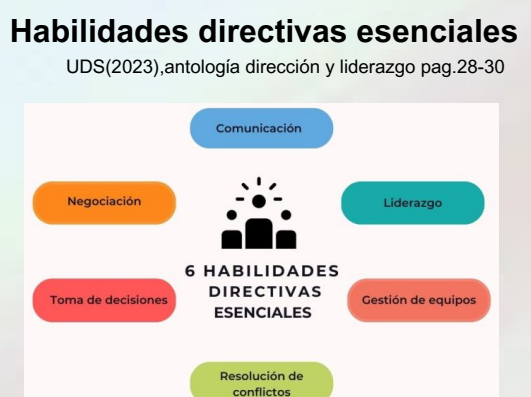 Habilidades directivas esenciales
UDS(2023),antología dirección y liderazgo pag.28-30
Comunicación
Negociación
Liderazgo
6 HABILIDADES
DIRECTIVAS
ESENCIALES
Toma de decisiones
Gestión de equipos
Resolución de
conflictos